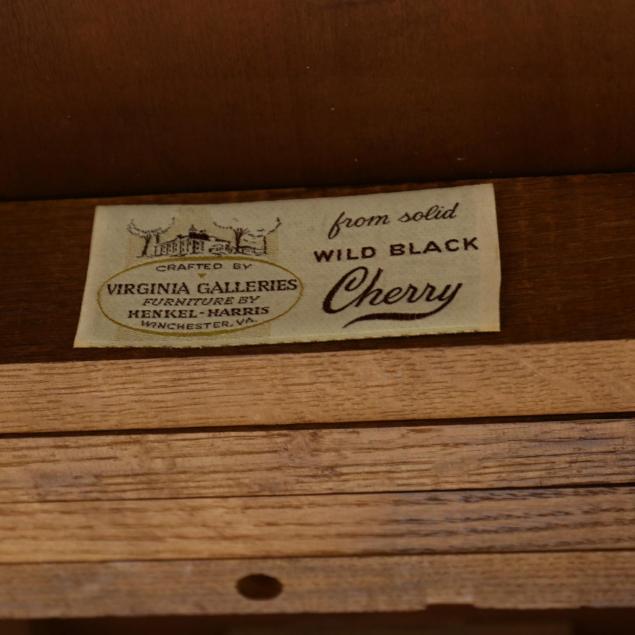 CRAFTED BY
VIRGINIA GALLERIES
FURNITURE BY
HENKEL-HARRIS
WINCHESTER, VA.
from solid
WILD BLACK
Cherry